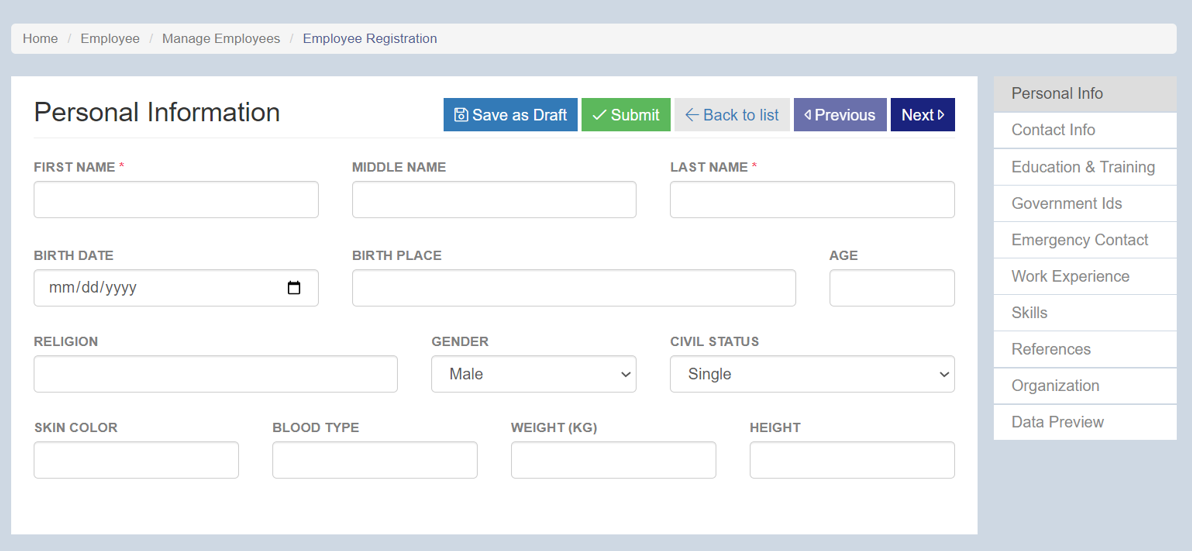 Home / Employee / Manage Employees / Employee Registration
Personal Information
Save as Draft
Submit
Back to list
Previous
Next
FIRST NAME *
MIDDLE NAME
LAST NAME *
BIRTH DATE
BIRTH PLACE
AGE
mm/dd/yyyy
RELIGION
GENDER
CIVIL STATUS
Male
Single
SKIN COLOR
BLOOD TYPE
WEIGHT (KG)
HEIGHT
Personal Info
Contact Info
Education & Training
Government Ids
Emergency Contact
Work Experience
Skills
References
Organization
Data Preview